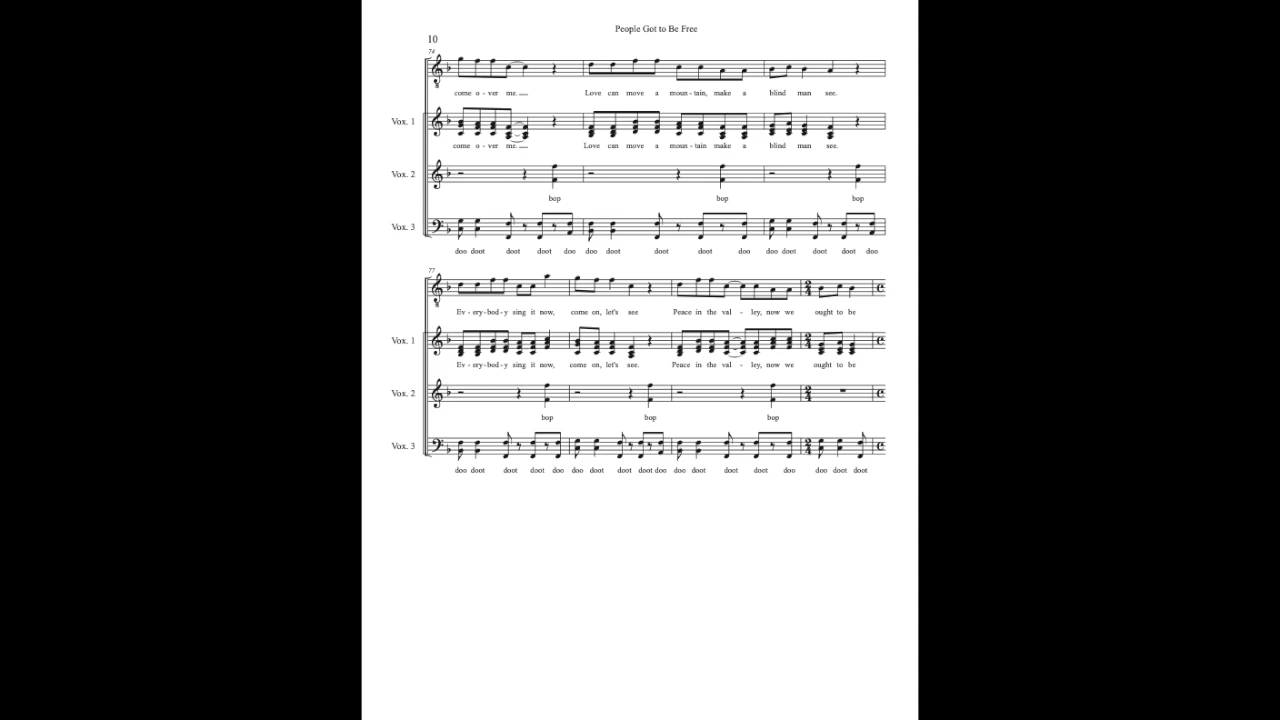 People Got to Be Free
10
74
come o - ver me.
Love can move a moun - tain, make a blind man see.
Vox. 1
come o - ver me.
Love can move a moun - tain make a blind man see.
Vox. 2
bop bop bop
Vox. 3
doo doot doot doot doo doo doot doot doot doo doo doot doot doot doo
77
Ev - ery - bod - y sing it now, come on, let's see Peace in the val - ley, now we ought to be
Vox. 1
Ev - ery - bod - y sing it now, come on, let's see. Peace in the val - ley, now we ought to be
Vox. 2
bop bop bop
Vox. 3
doo doot doot doot doo doo doot doot doot doo doo doot doot doot doo doo doot doot